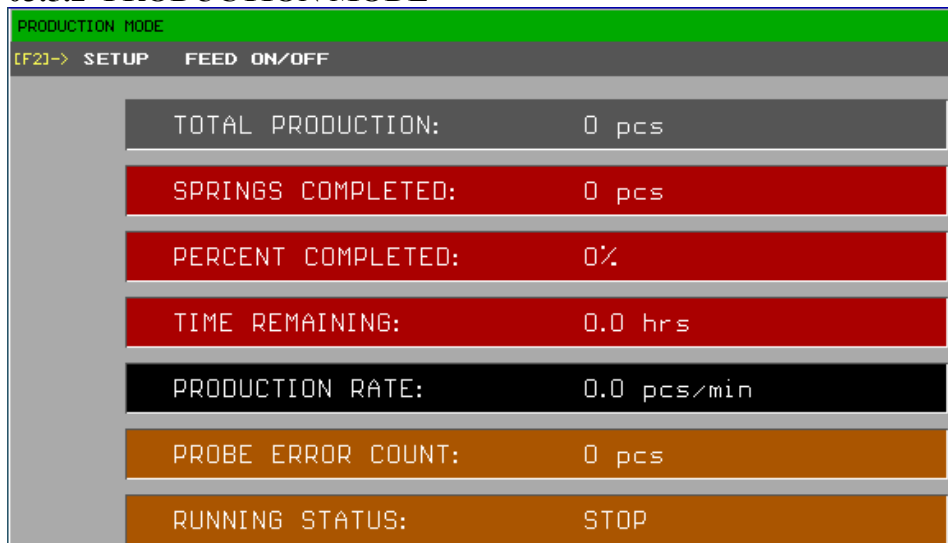 PRODUCTION MODE
[F2]-> SETUP FEED ON/OFF
TOTAL PRODUCTION: 0 pcs
SPRINGS COMPLETED: 0 pcs
PERCENT COMPLETED: 0%
TIME REMAINING: 0.0 hrs
PRODUCTION RATE: 0.0 pcs/min
PROBE ERROR COUNT: 0 pcs
RUNNING STATUS: STOP